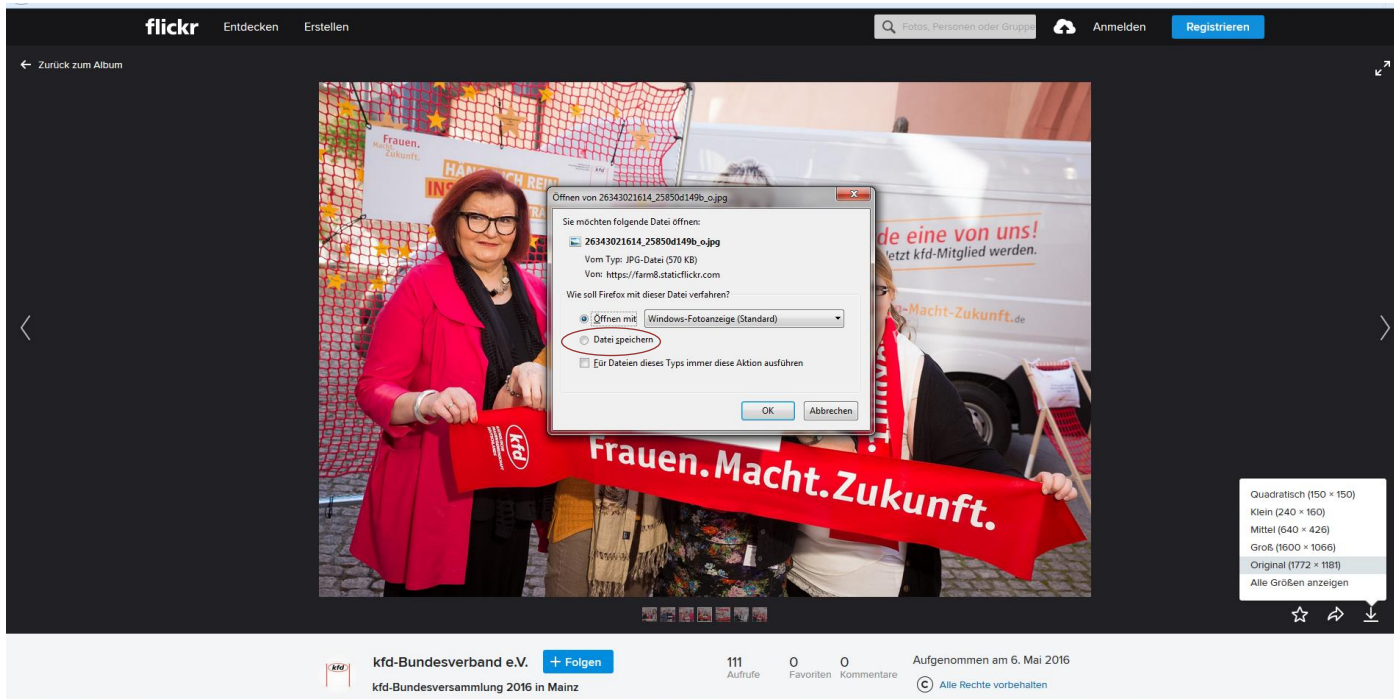 flickr Entdecken Erstellen Fotos, Personen oder Gruppe Anmelden Registrieren
Zurück zum Album
Frauen.
Macht.
Zukunft.
Öffnen von 26343021614_25850d149b_o.jpg
Sie möchten folgende Datei öffnen:
26343021614_25850d149b_o.jpg
Vom Typ: JPG-Datei (570 KB)
Von: https://farm8.staticflickr.com
Wie soll Firefox mit dieser Datei verfahren?
Öffnen mit Windows-Fotoanzeige (Standard)
Datei speichern
Für Dateien dieses Typs immer diese Aktion ausführen
OK Abbrechen
de eine von uns!
Jetzt kfd-Mitglied werden.
n-Macht-Zukunft.de
kfd
Frauen.Macht.Zukunft.
Quadratisch (150 × 150)
Klein (240 × 160)
Mittel (640 × 426)
Groß (1600 × 1066)
Original (1772 × 1181)
Alle Größen anzeigen
kfd
kfd-Bundesverband e.V. + Folgen
kfd-Bundesversammlung 2016 in Mainz
111 0 0
Aufrufe Favoriten Kommentare
Aufgenommen am 6. Mai 2016
Alle Rechte vorbehalten